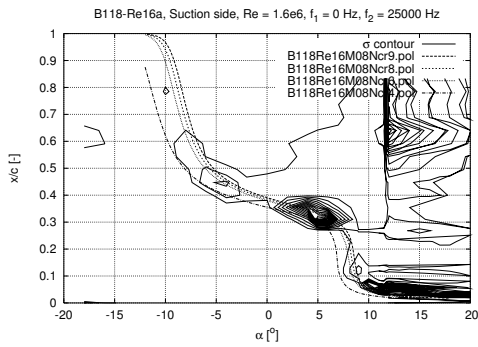 B118-Re16a, Suction side, Re = 1.6e6, f₁ = 0 Hz, f₂ = 25000 Hz
σ contour
B118Re16M08Ncr9.pol
B118Re16M08Ncr8.pol
B118Re16M08Ncr6.pol
B118Re16M08Ncr4.pol
x/c [-]
1
0.9
0.8
0.7
0.6
0.5
0.4
0.3
0.2
0.1
0
-20
-15
-10
-5
0
5
10
15
20
α [°]